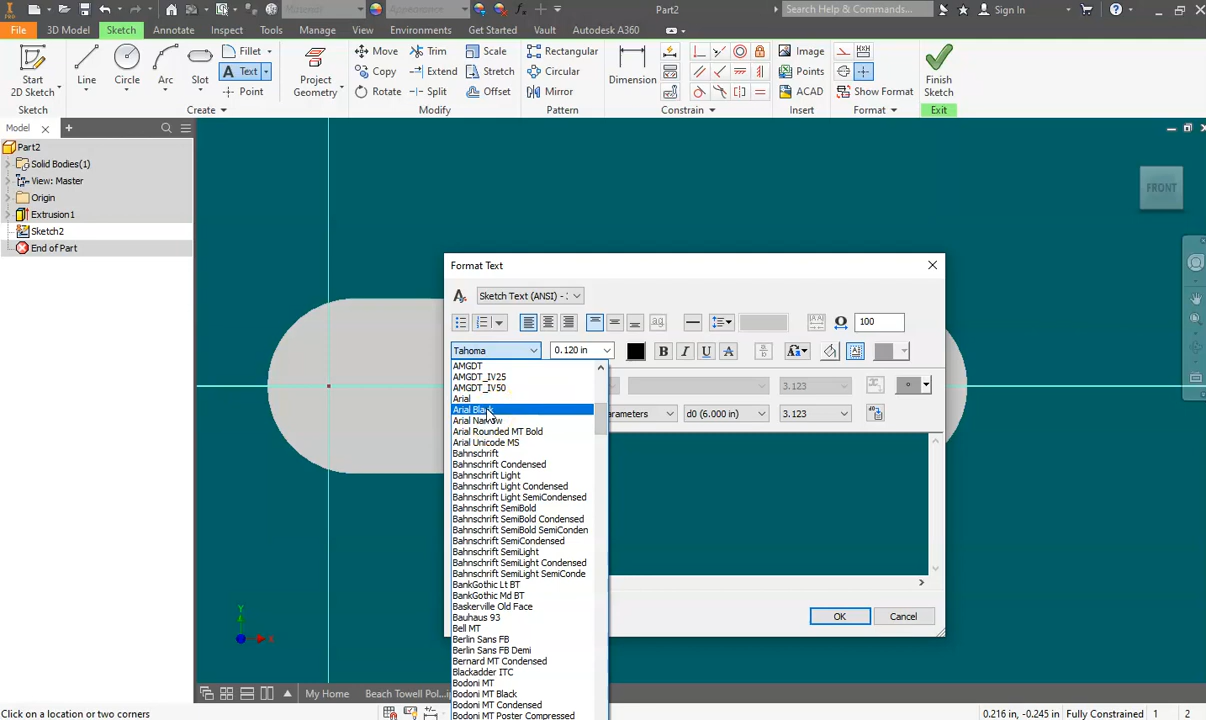 PRO
Material
Appearance
Part2
Search Help & Commands...
Sign In
File
3D Model
Sketch
Annotate
Inspect
Tools
Manage
View
Environments
Get Started
Vault
Autodesk A360
Start
2D Sketch
Line
Circle
Arc
Slot
Fillet
Text
Point
Project
Geometry
Move
Copy
Rotate
Trim
Extend
Split
Scale
Stretch
Offset
Rectangular
Circular
Mirror
Dimension
Image
Points
ACAD
Show Format
Finish
Sketch
Sketch
Create
Modify
Pattern
Constrain
Insert
Format
Exit
Model
Part2
Solid Bodies(1)
View: Master
Origin
Extrusion1
Sketch2
End of Part
FRONT
Format Text
Sketch Text (ANSI) -
100
Tahoma
0.120 in
AMGDT
AMGDT_IV25
AMGDT_IV50
Arial
Arial Black
Arial Narrow
Arial Rounded MT Bold
Arial Unicode MS
Bahnschrift
Bahnschrift Condensed
Bahnschrift Light
Bahnschrift Light Condensed
Bahnschrift Light SemiCondensed
Bahnschrift SemiBold
Bahnschrift SemiBold Condensed
Bahnschrift SemiBold SemiConden
Bahnschrift SemiCondensed
Bahnschrift SemiLight
Bahnschrift SemiLight Condensed
Bahnschrift SemiLight SemiConde
BankGothic Lt BT
BankGothic Md BT
Baskerville Old Face
Bauhaus 93
Bell MT
Berlin Sans FB
Berlin Sans FB Demi
Bernard MT Condensed
Blackadder ITC
Bodoni MT
Bodoni MT Black
Bodoni MT Condensed
Bodoni MT Poster Compressed
3.123
arameters
d0 (6.000 in)
3.123
OK
Cancel
Y
X
My Home
Beach Towell Pol...
Click on a location or two corners
0.216 in, -0.245 in
Fully Constrained
1
2